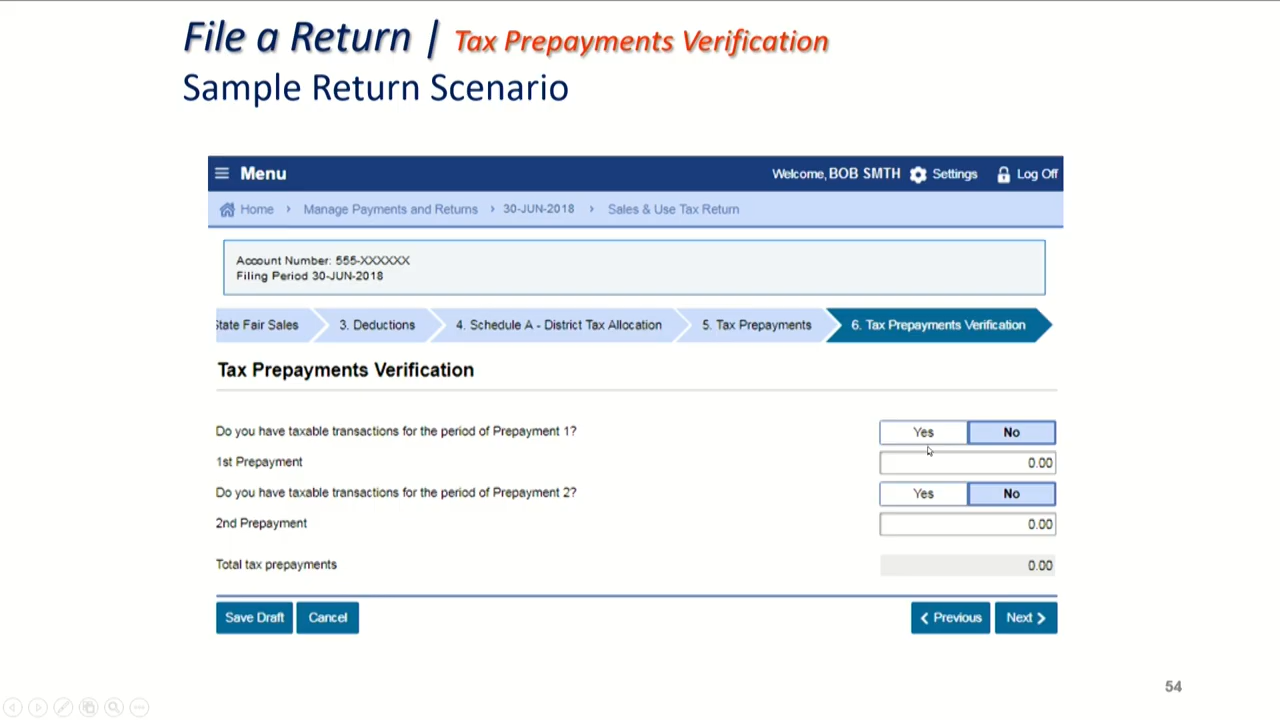 File a Return | Tax Prepayments Verification
Sample Return Scenario
Menu
Welcome, BOB SMTH Settings Log Off
Home › Manage Payments and Returns › 30-JUN-2018 › Sales & Use Tax Return
Account Number: 555-XXXXXX
Filing Period 30-JUN-2018
State Fair Sales 3. Deductions 4. Schedule A - District Tax Allocation 5. Tax Prepayments 6. Tax Prepayments Verification
Tax Prepayments Verification
Do you have taxable transactions for the period of Prepayment 1? Yes No
1st Prepayment 0.00
Do you have taxable transactions for the period of Prepayment 2? Yes No
2nd Prepayment 0.00
Total tax prepayments 0.00
Save Draft Cancel Previous Next
54